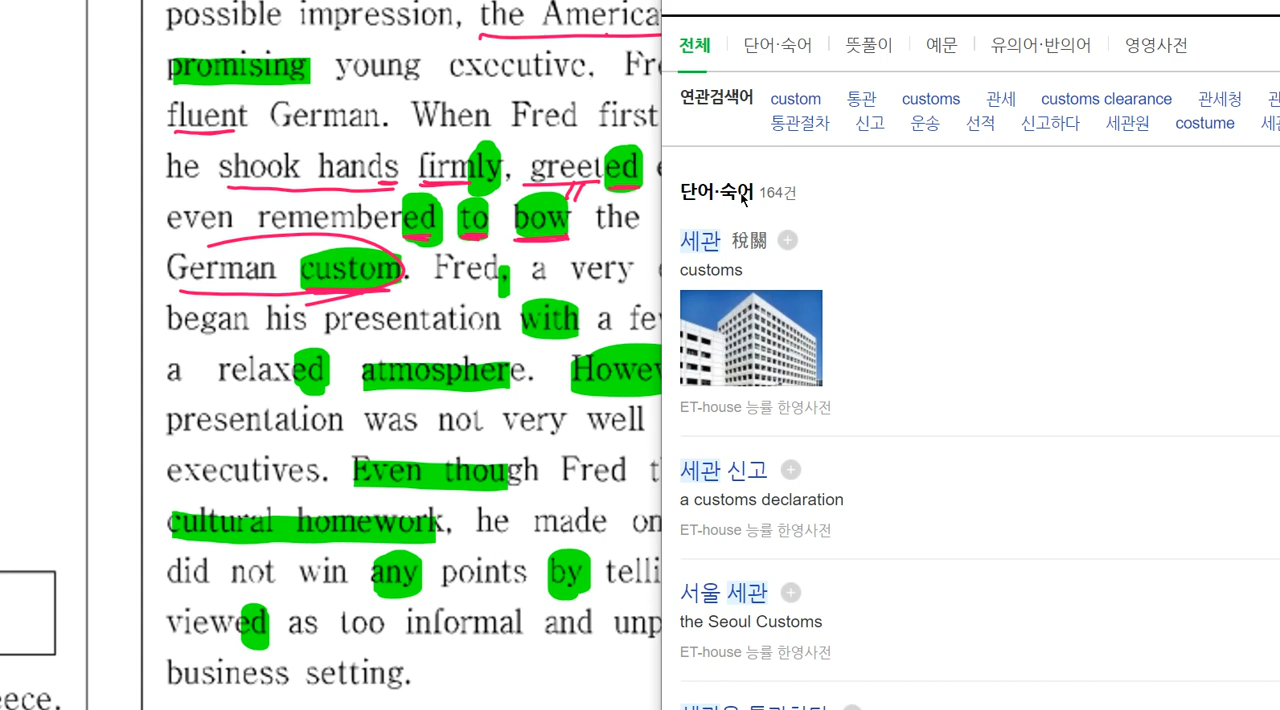 possible impression, the America
promising young executive. Fre
fluent German. When Fred first
he shook hands firmly, greeted
even remembered to bow the
German custom. Fred, a very
began his presentation with a fe
a relaxed atmosphere. Howev
presentation was not very well
executives. Even though Fred t
cultural homework, he made on
did not win any points by telli
viewed as too informal and unp
business setting.
eece.
전체 단어·숙어 뜻풀이 예문 유의어·반의어 영영사전
연관검색어 custom 통관 customs 관세 customs clearance 관세청
통관절차 신고 운송 선적 신고하다 세관원 costume
단어·숙어 164건
세관 稅關
customs
ET-house 능률 한영사전
세관 신고
a customs declaration
ET-house 능률 한영사전
서울 세관
the Seoul Customs
ET-house 능률 한영사전